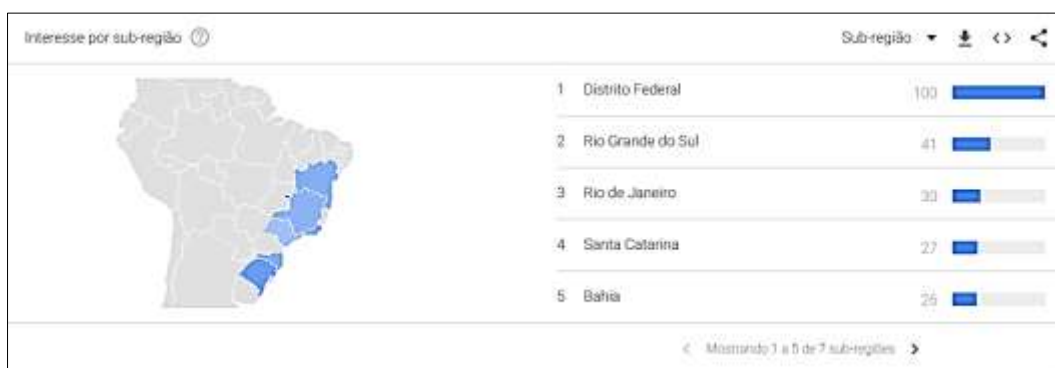 Interesse por sub-região ?
Sub-região
1 Distrito Federal 100
2 Rio Grande do Sul 41
3 Rio de Janeiro 30
4 Santa Catarina 27
5 Bahia 26
Mostrando 1 a 5 de 7 sub-regiões